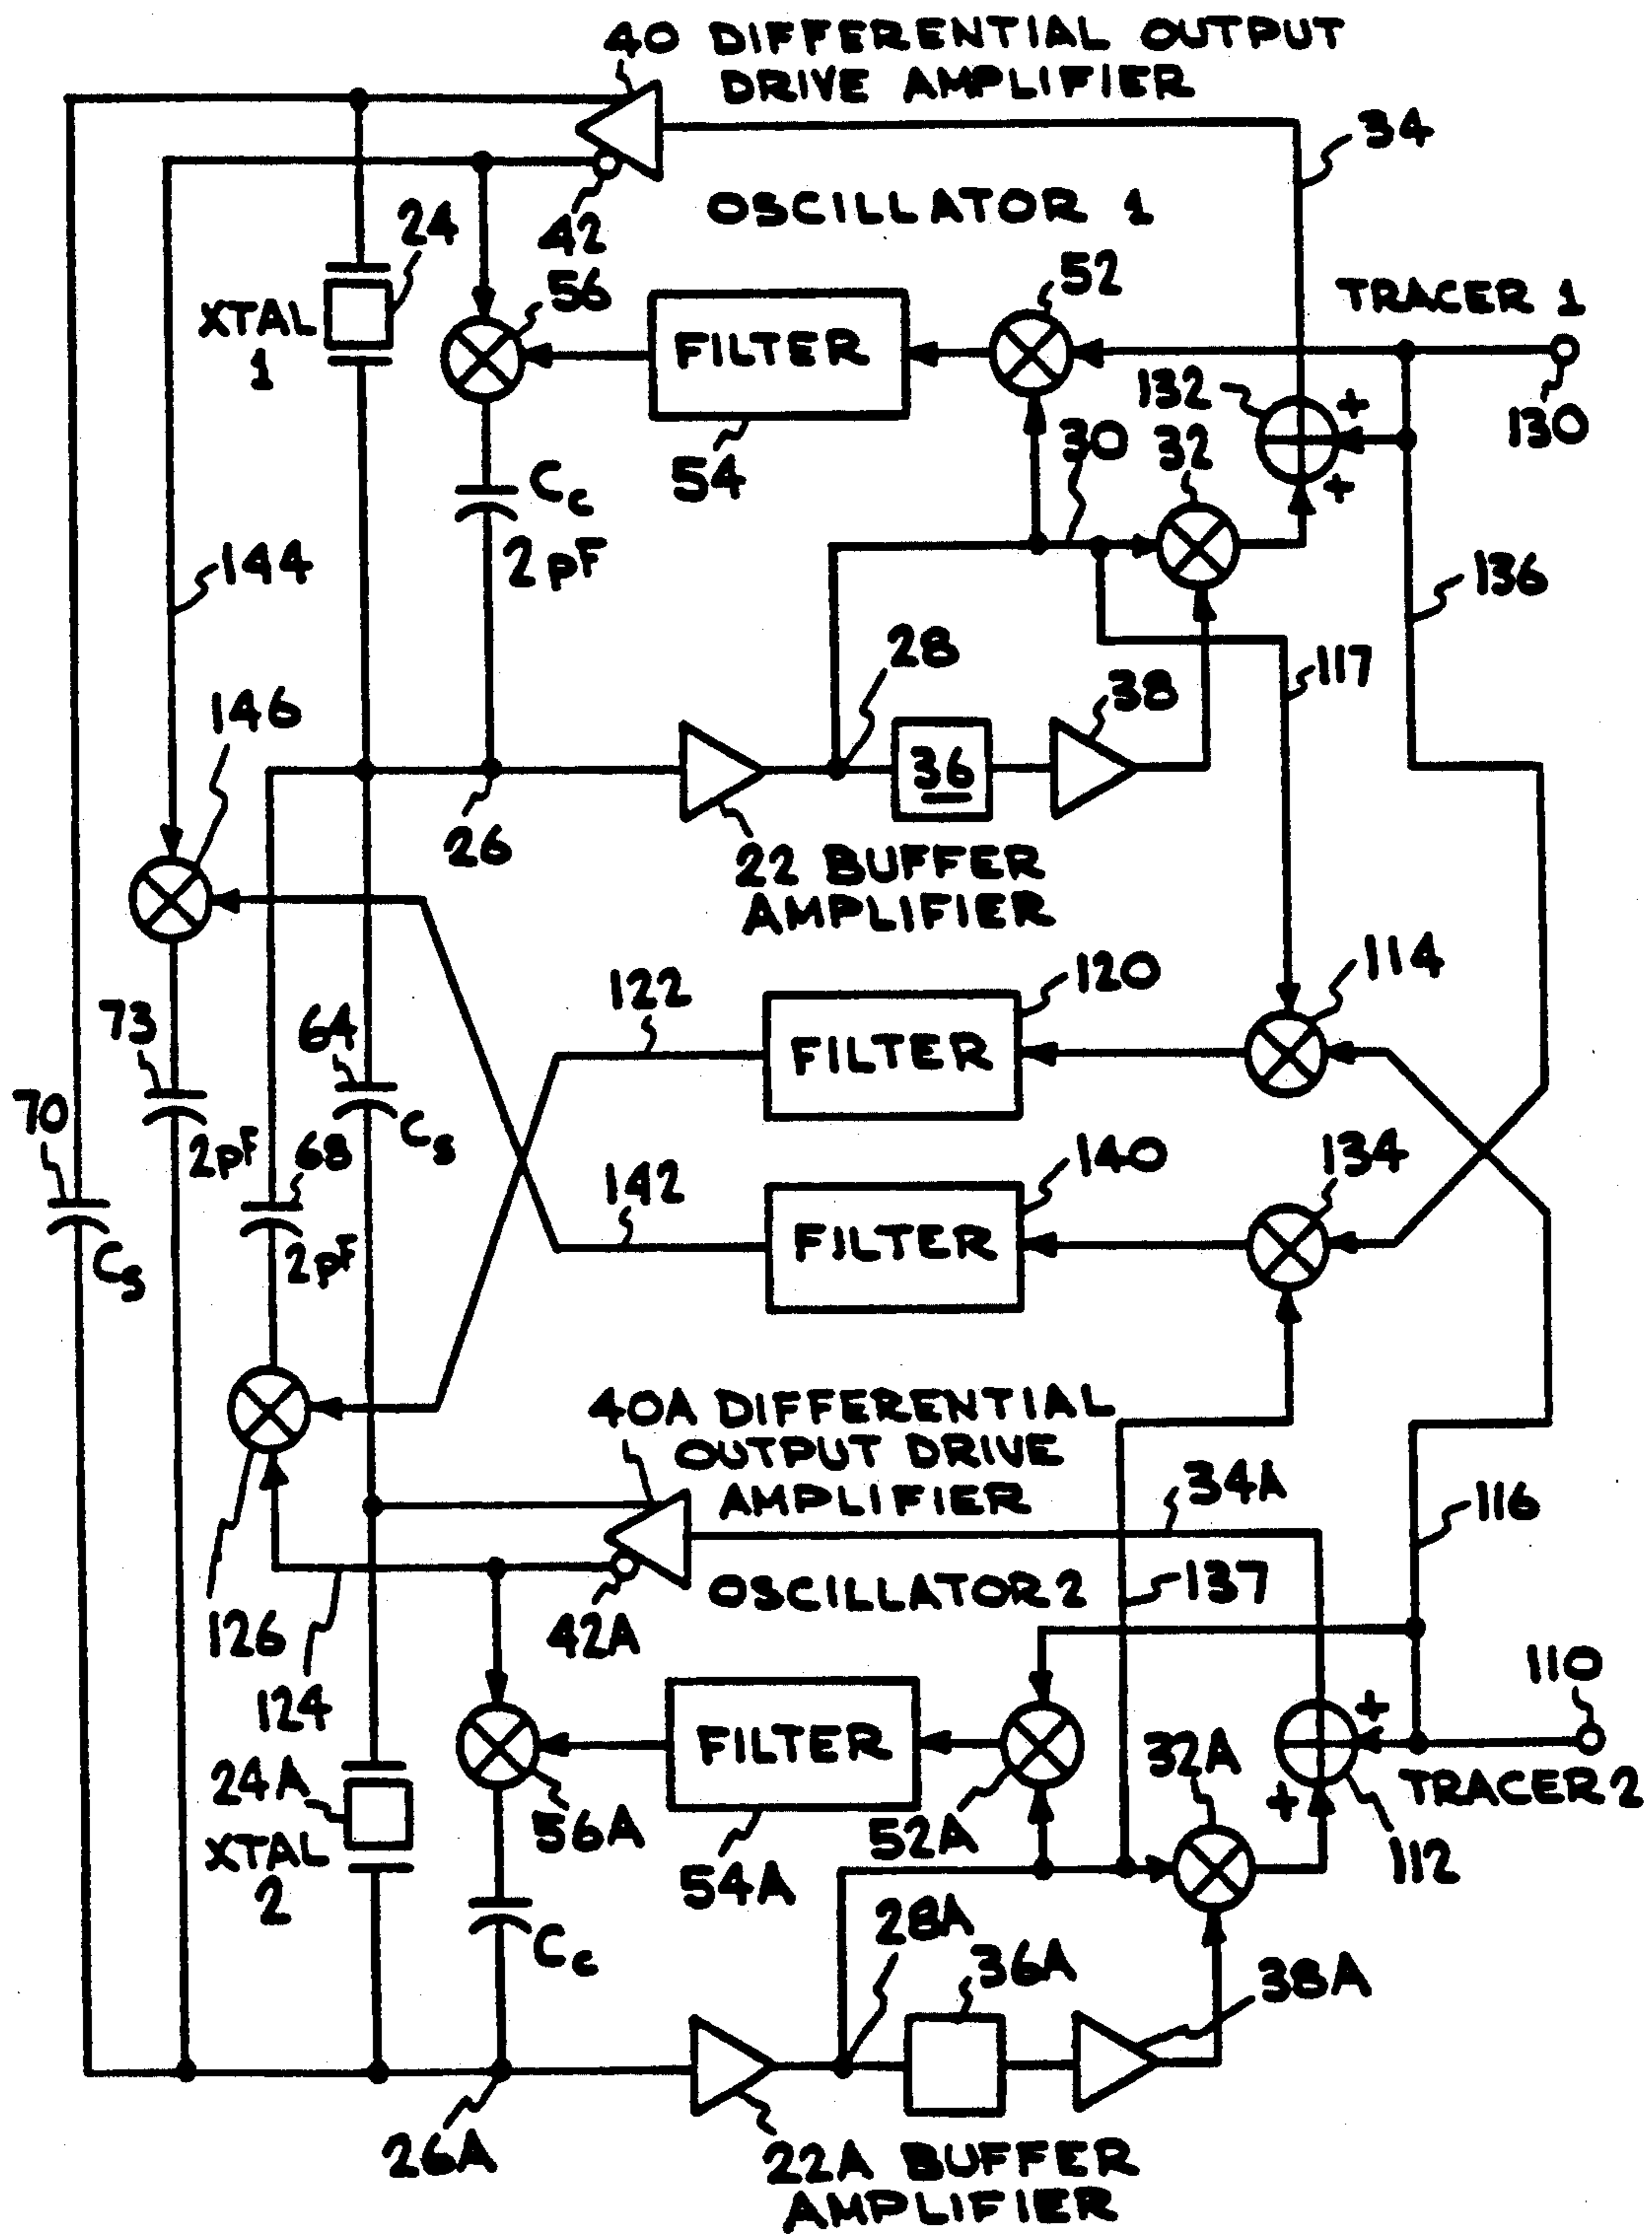 40 DIFFERENTIAL OUTPUT
DRIVE AMPLIFIER
34
OSCILLATOR 1
24
42
56
52
TRACER 1
XTAL
1
FILTER
132
130
54
30
32
+
+
Cc
2 pF
144
136
28
117
38
146
36
26
22 BUFFER
AMPLIFIER
114
122
120
73
64
FILTER
70
Cs
2pF
68
142
140
134
Cs
2pF
FILTER
40A DIFFERENTIAL
OUTPUT DRIVE
AMPLIFIER
34A
116
137
OSCILLATOR 2
126
42A
110
124
+
FILTER
32A
24A
TRACER 2
XTAL
2
56A
52A
+
112
54A
28A
Cc
36A
38A
26A
22A BUFFER
AMPLIFIER